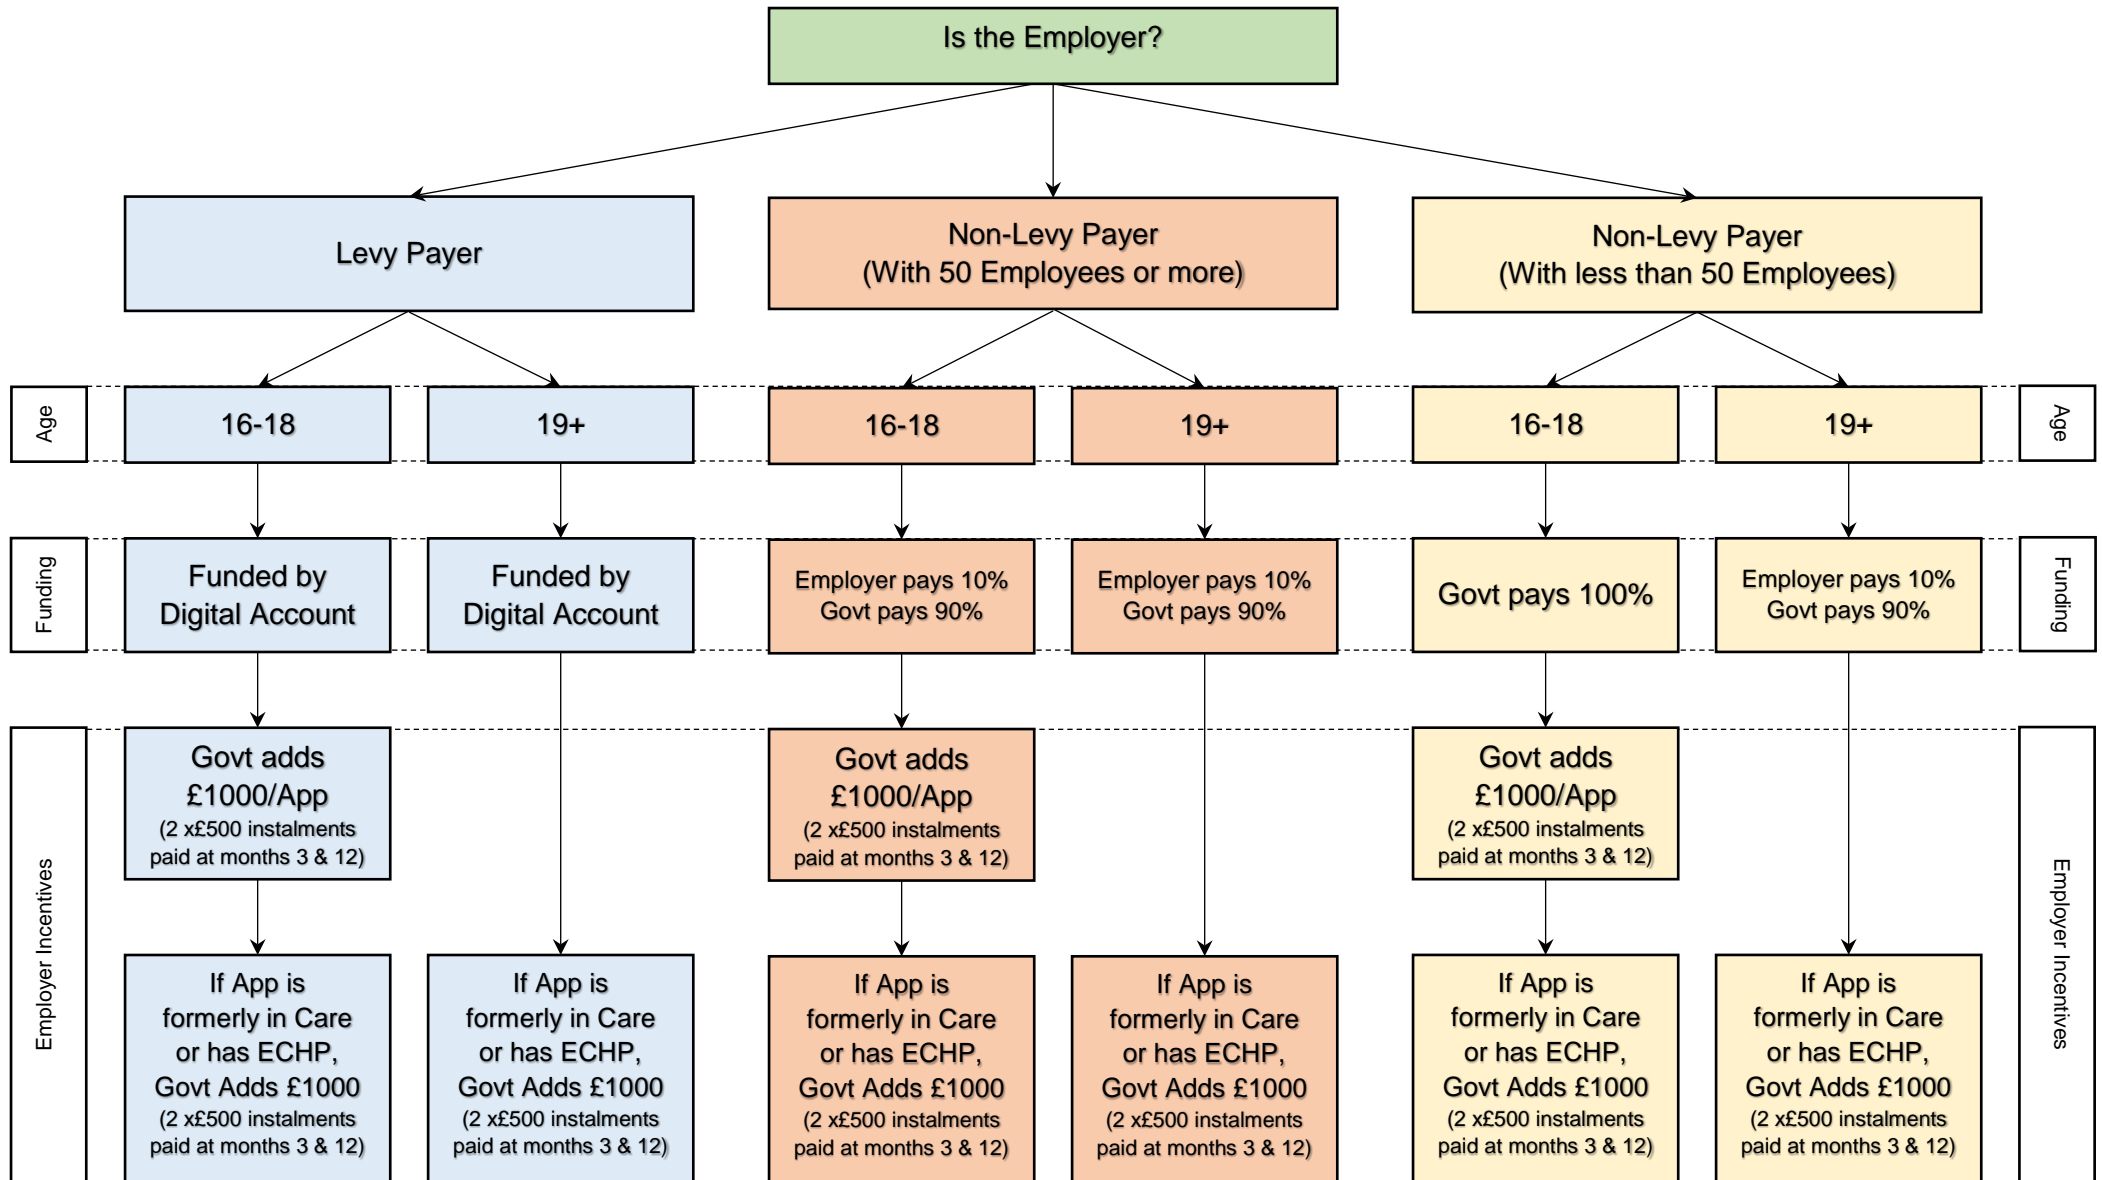 Is the Employer?
Levy Payer
Non-Levy Payer
(With 50 Employees or more)
Non-Levy Payer
(With less than 50 Employees)
Age
16-18
19+
16-18
19+
16-18
19+
Age
Funding
Funded by
Digital Account
Funded by
Digital Account
Employer pays 10%
Govt pays 90%
Employer pays 10%
Govt pays 90%
Govt pays 100%
Employer pays 10%
Govt pays 90%
Funding
Employer Incentives
Govt adds
£1000/App
(2 x£500 instalments
paid at months 3 & 12)
Govt adds
£1000/App
(2 x£500 instalments
paid at months 3 & 12)
Govt adds
£1000/App
(2 x£500 instalments
paid at months 3 & 12)
Employer Incentives
If App is
formerly in Care
or has ECHP,
Govt Adds £1000
(2 x£500 instalments
paid at months 3 & 12)
If App is
formerly in Care
or has ECHP,
Govt Adds £1000
(2 x£500 instalments
paid at months 3 & 12)
If App is
formerly in Care
or has ECHP,
Govt Adds £1000
(2 x£500 instalments
paid at months 3 & 12)
If App is
formerly in Care
or has ECHP,
Govt Adds £1000
(2 x£500 instalments
paid at months 3 & 12)
If App is
formerly in Care
or has ECHP,
Govt Adds £1000
(2 x£500 instalments
paid at months 3 & 12)
If App is
formerly in Care
or has ECHP,
Govt Adds £1000
(2 x£500 instalments
paid at months 3 & 12)